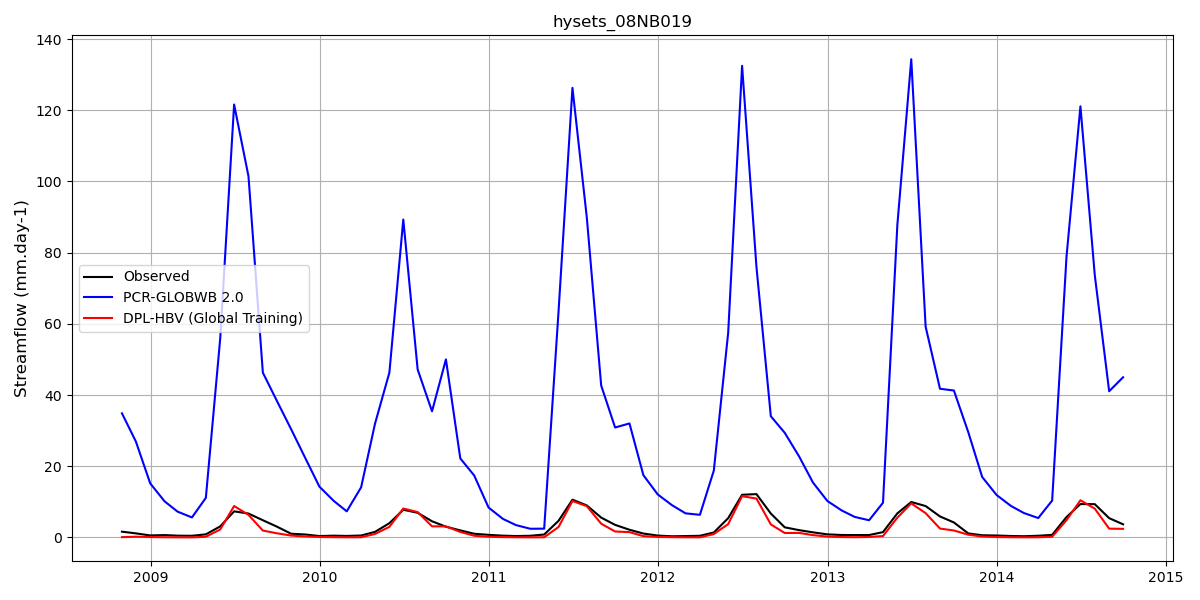 hysets_08NB019
Streamflow (mm.day-1)
140
120
100
80
60
40
20
0
Observed
PCR-GLOBWB 2.0
DPL-HBV (Global Training)
2009 2010 2011 2012 2013 2014 2015